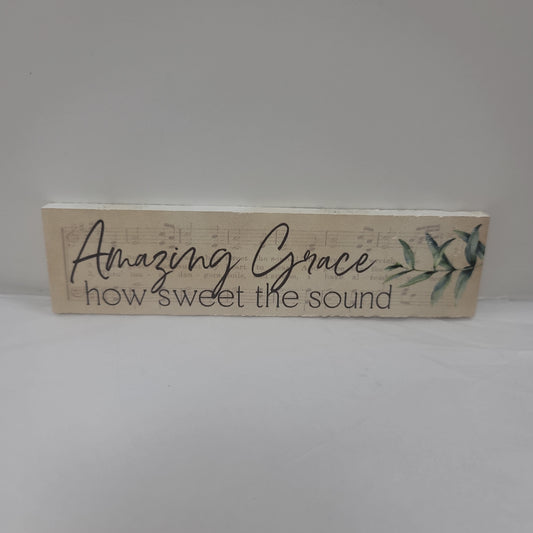 Amazing Grace
how sweet the sound